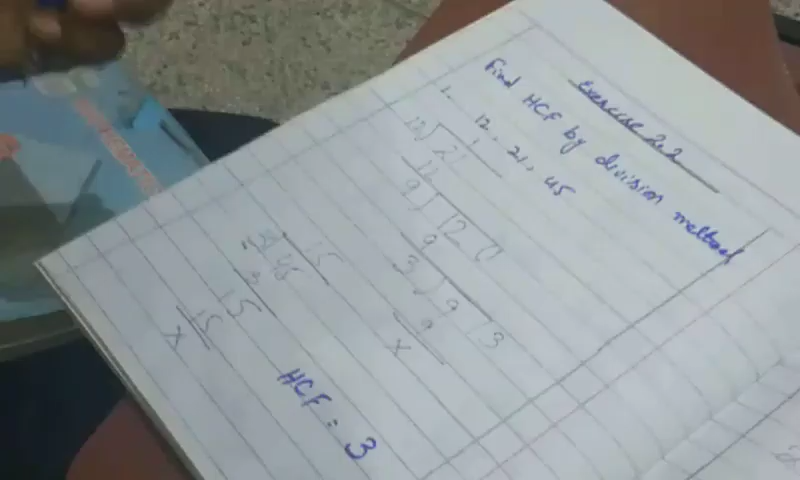 Exercise 2.2
Find HCF by division method
1. 12, 21, 45
1
12) 21
12
9) 12 (1
9
3) 9 (3
9
x
15
3) 45
3
15
15
x
HCF = 3